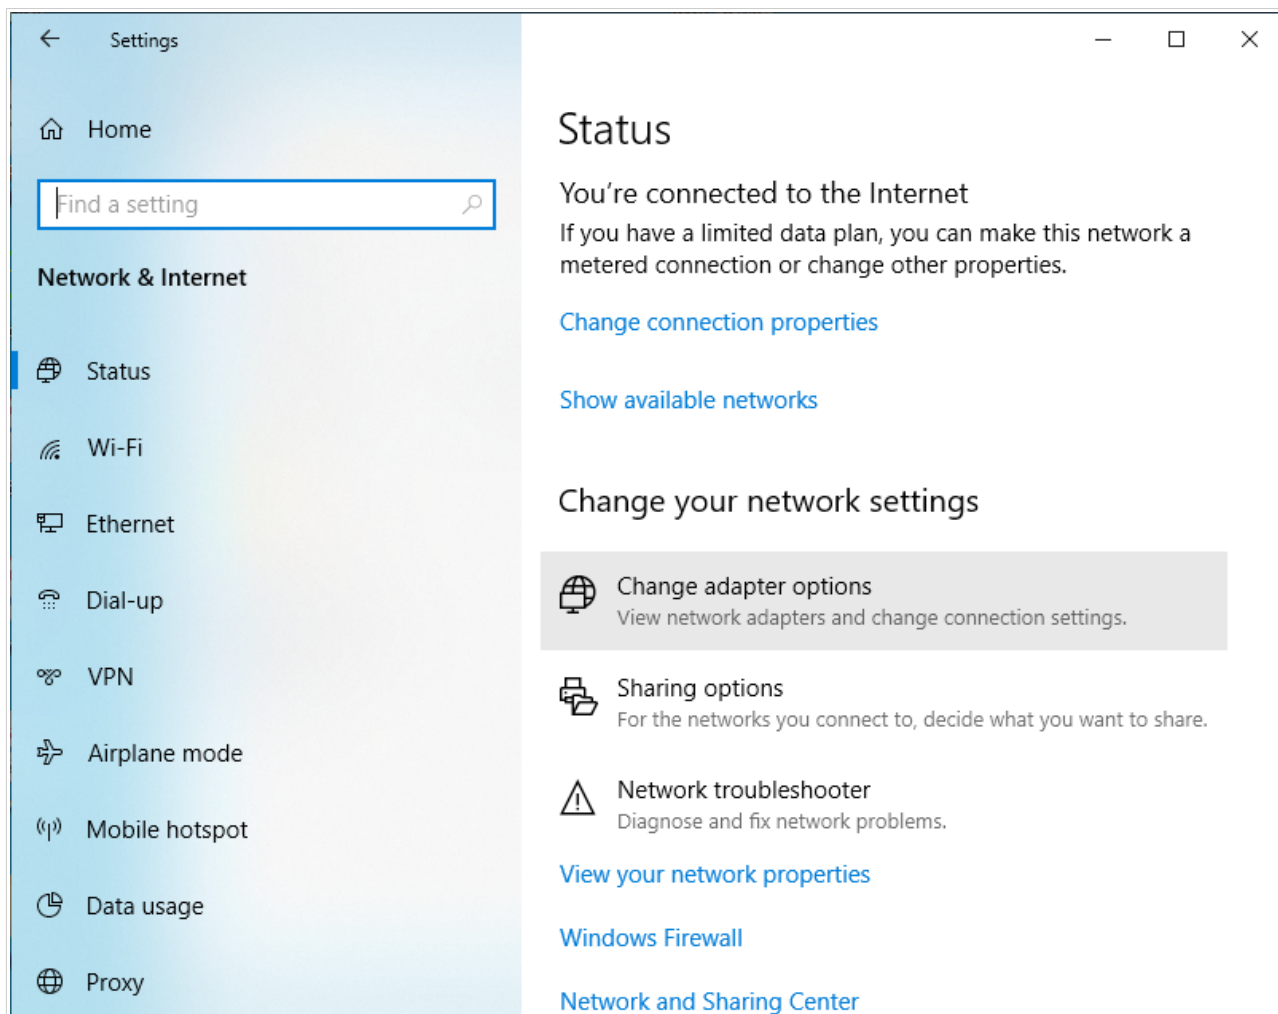 Settings
Home
Find a setting
Network & Internet
Status
Wi-Fi
Ethernet
Dial-up
VPN
Airplane mode
Mobile hotspot
Data usage
Proxy
Status
You're connected to the Internet
If you have a limited data plan, you can make this network a
metered connection or change other properties.
Change connection properties
Show available networks
Change your network settings
Change adapter options
View network adapters and change connection settings.
Sharing options
For the networks you connect to, decide what you want to share.
Network troubleshooter
Diagnose and fix network problems.
View your network properties
Windows Firewall
Network and Sharing Center